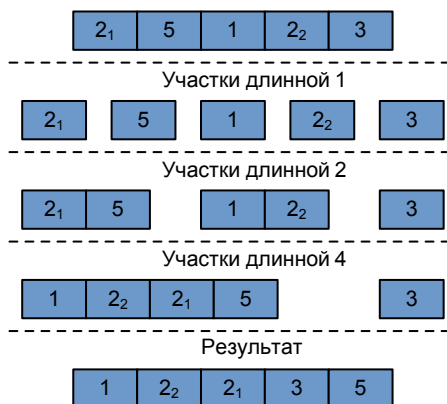 2₁ 5 1 2₂ 3
Участки длинной 1
2₁ 5 1 2₂ 3
Участки длинной 2
2₁ 5 1 2₂ 3
Участки длинной 4
1 2₂ 2₁ 5 3
Результат
1 2₂ 2₁ 3 5